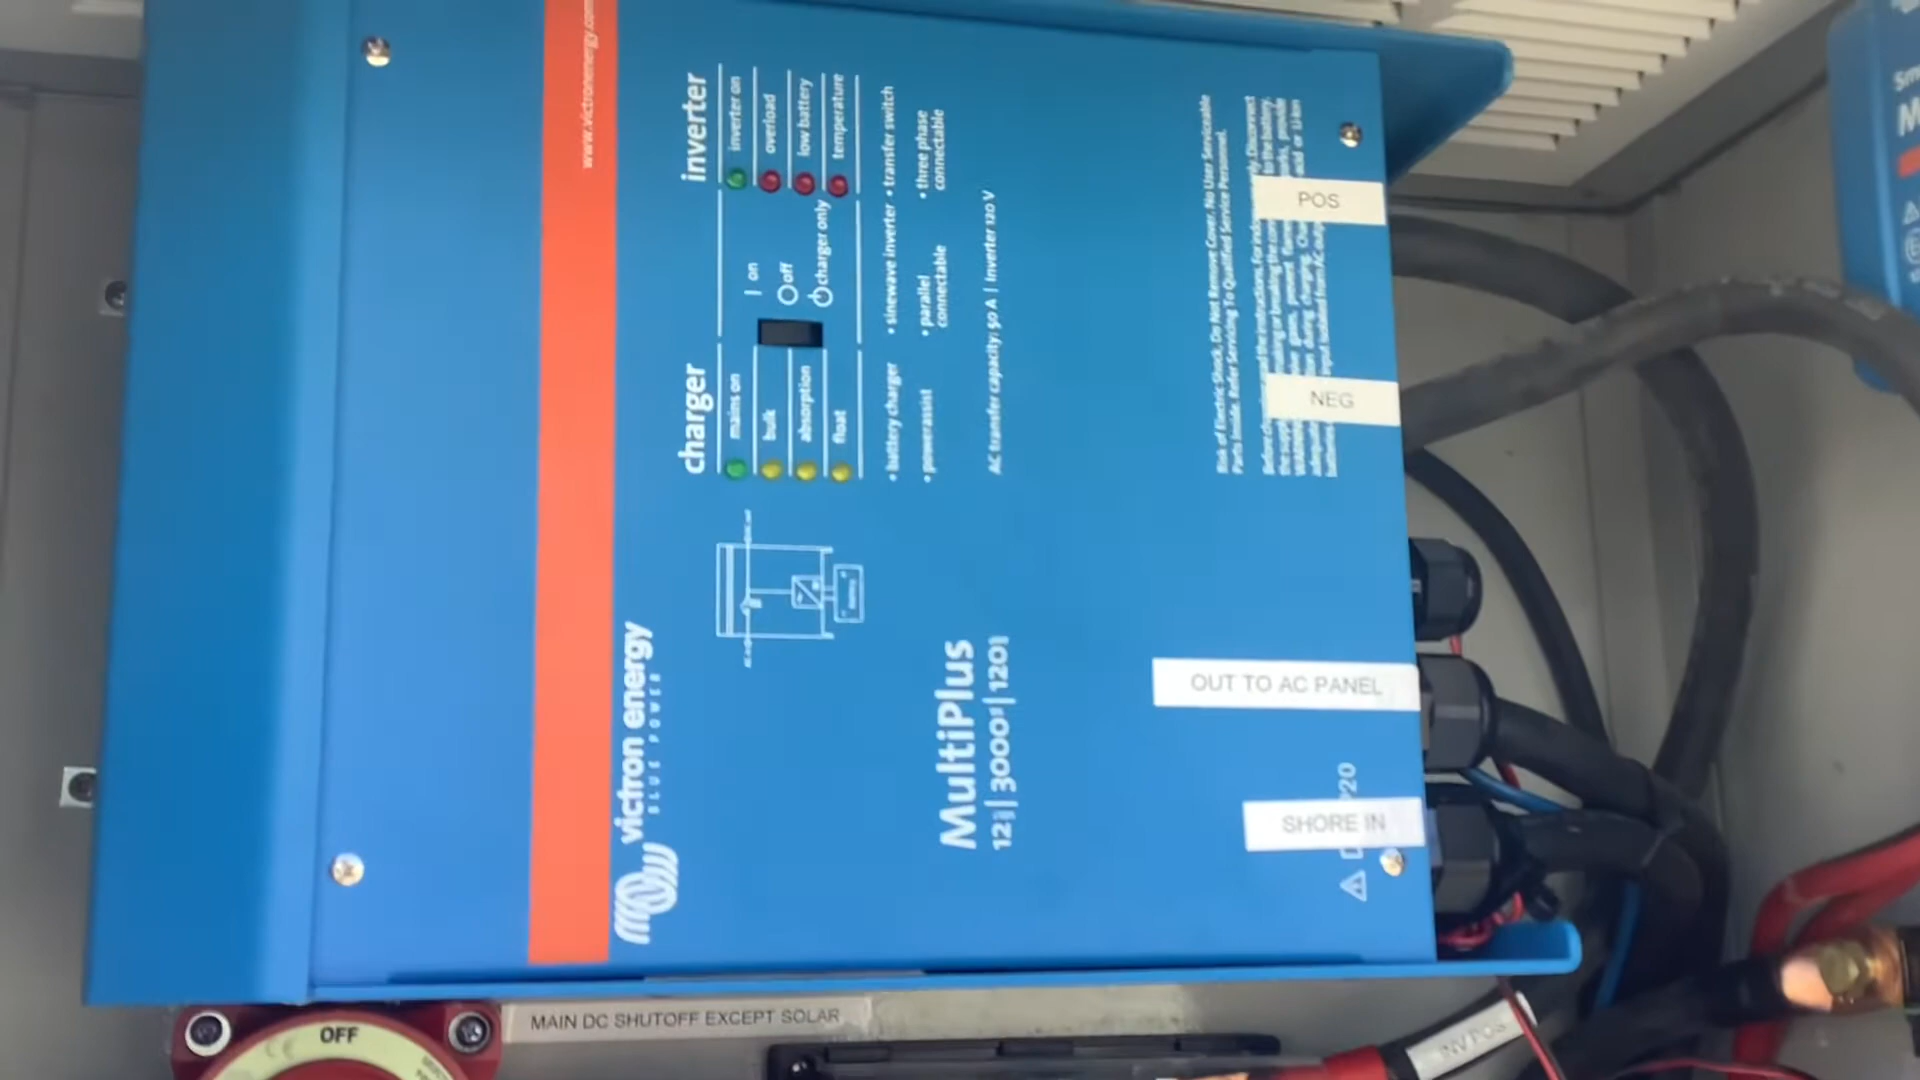 www.victronenergy.com
victron energy
BLUE POWER
charger
mains on
bulk
absorption
float
| on
off
charger only
inverter
inverter on
overload
low battery
temperature
• battery charger • sinewave inverter • transfer switch
• powerassist
• parallel
connectable
• three phase
connectable
AC transfer capacity: 50 A | Inverter 120 V
MultiPlus
12 | 3000 | 120
Risk of Electric Shock, Do Not Remove Cover. No User Serviceable
Parts Inside. Refer Servicing To Qualified Service Personnel.
POS
NEG
OUT TO AC PANEL
SHORE IN
MAIN DC SHUTOFF EXCEPT SOLAR
OFF
INV POS